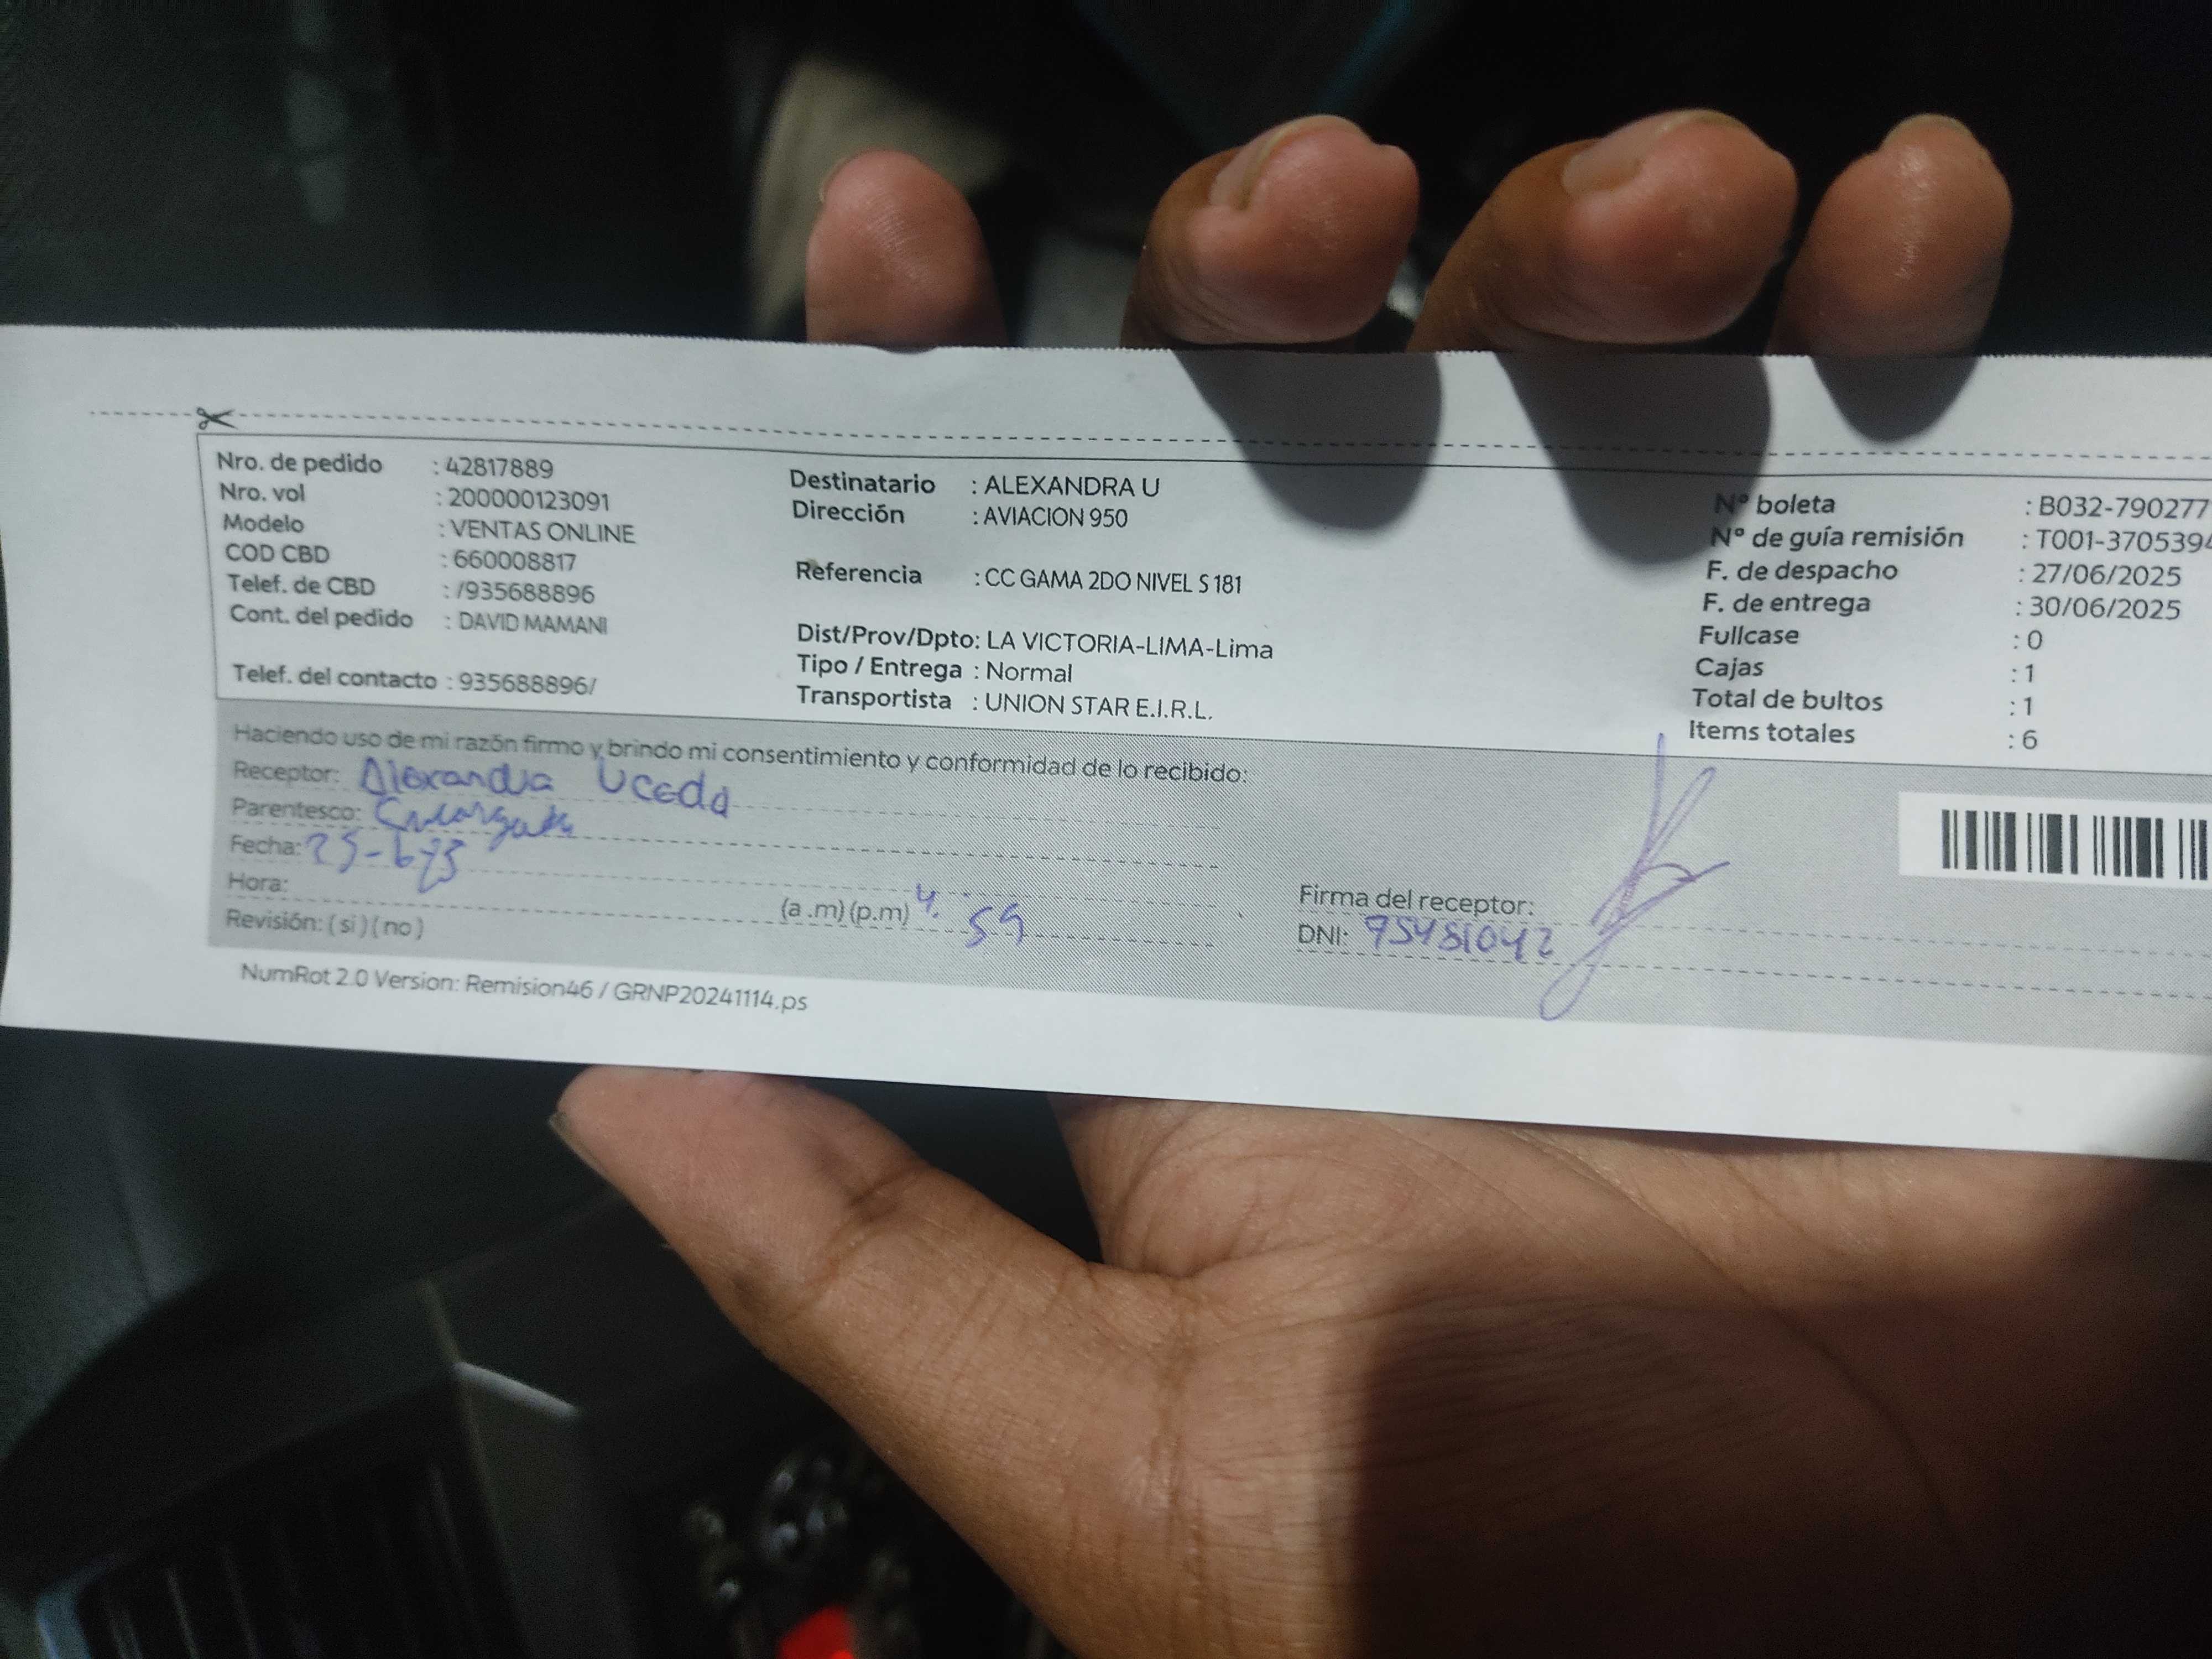 Nro. de pedido : 42817889
Nro. vol : 200000123091
Modelo : VENTAS ONLINE
COD CBD : 660008817
Telef. de CBD : /935688896
Cont. del pedido : DAVID MAMANI
Telef. del contacto : 935688896/
Destinatario : ALEXANDRA U
Dirección : AVIACION 950
Referencia : CC GAMA 2DO NIVEL S 181
Dist/Prov/Dpto: LA VICTORIA-LIMA-Lima
Tipo / Entrega : Normal
Transportista : UNION STAR E.I.R.L.
N° boleta : B032-790277
N° de guía remisión : T001-3705394
F. de despacho : 27/06/2025
F. de entrega : 30/06/2025
Fullcase : 0
Cajas : 1
Total de bultos : 1
Items totales : 6
Haciendo uso de mi razón firmo y brindo mi consentimiento y conformidad de lo recibido:
Receptor: Alexandra Uceda
Parentesco: Encargada
Fecha:
Hora: (a .m) (p.m) 4. 59
Revisión: ( si ) ( no )
Firma del receptor:
DNI: 75481042
NumRot 2.0 Version: Remision46 / GRNP20241114.ps